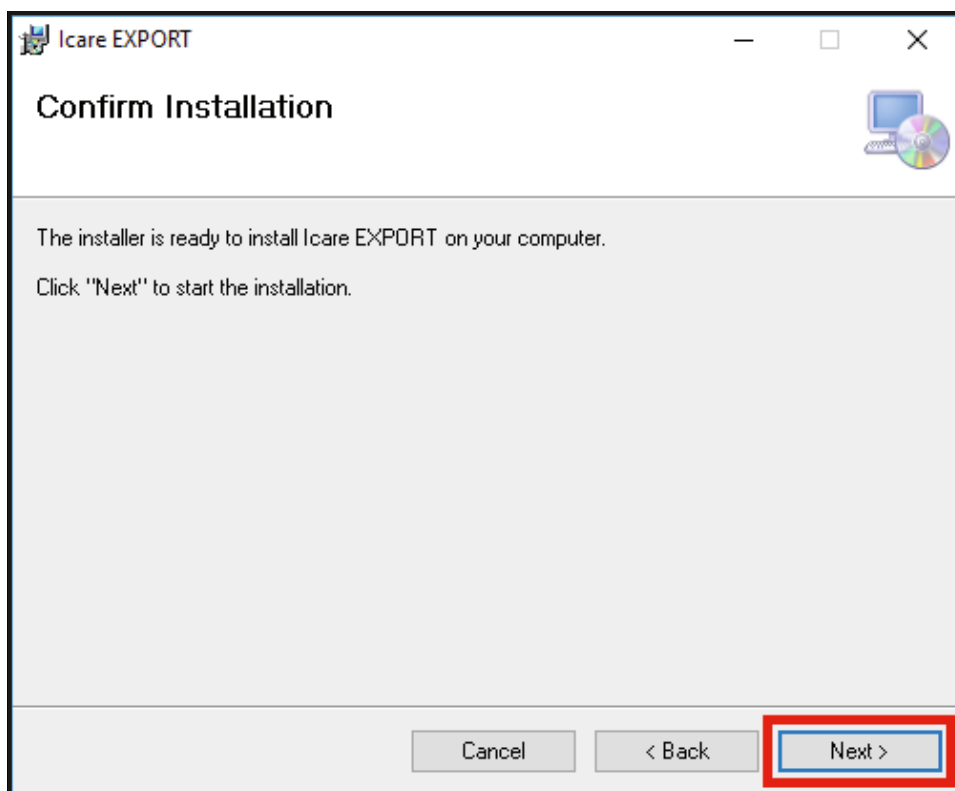 Icare EXPORT
Confirm Installation
The installer is ready to install Icare EXPORT on your computer.
Click "Next" to start the installation.
Cancel
< Back
Next >